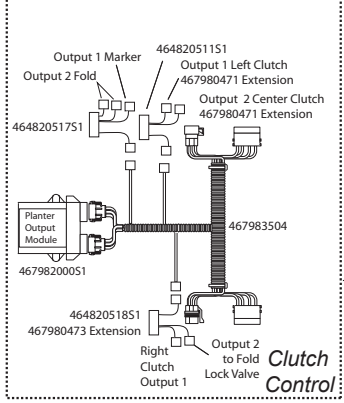 464820511S1
Output 1 Marker
Output 1 Left Clutch
467980471 Extension
Output 2 Fold
Output  2 Center Clutch
467980471 Extension
464820517S1
Planter
Output
Module
467983504
467982000S1
464820518S1
467980473 Extension
Right
Clutch
Output 1
Output 2
to Fold
Lock Valve
Clutch
Control